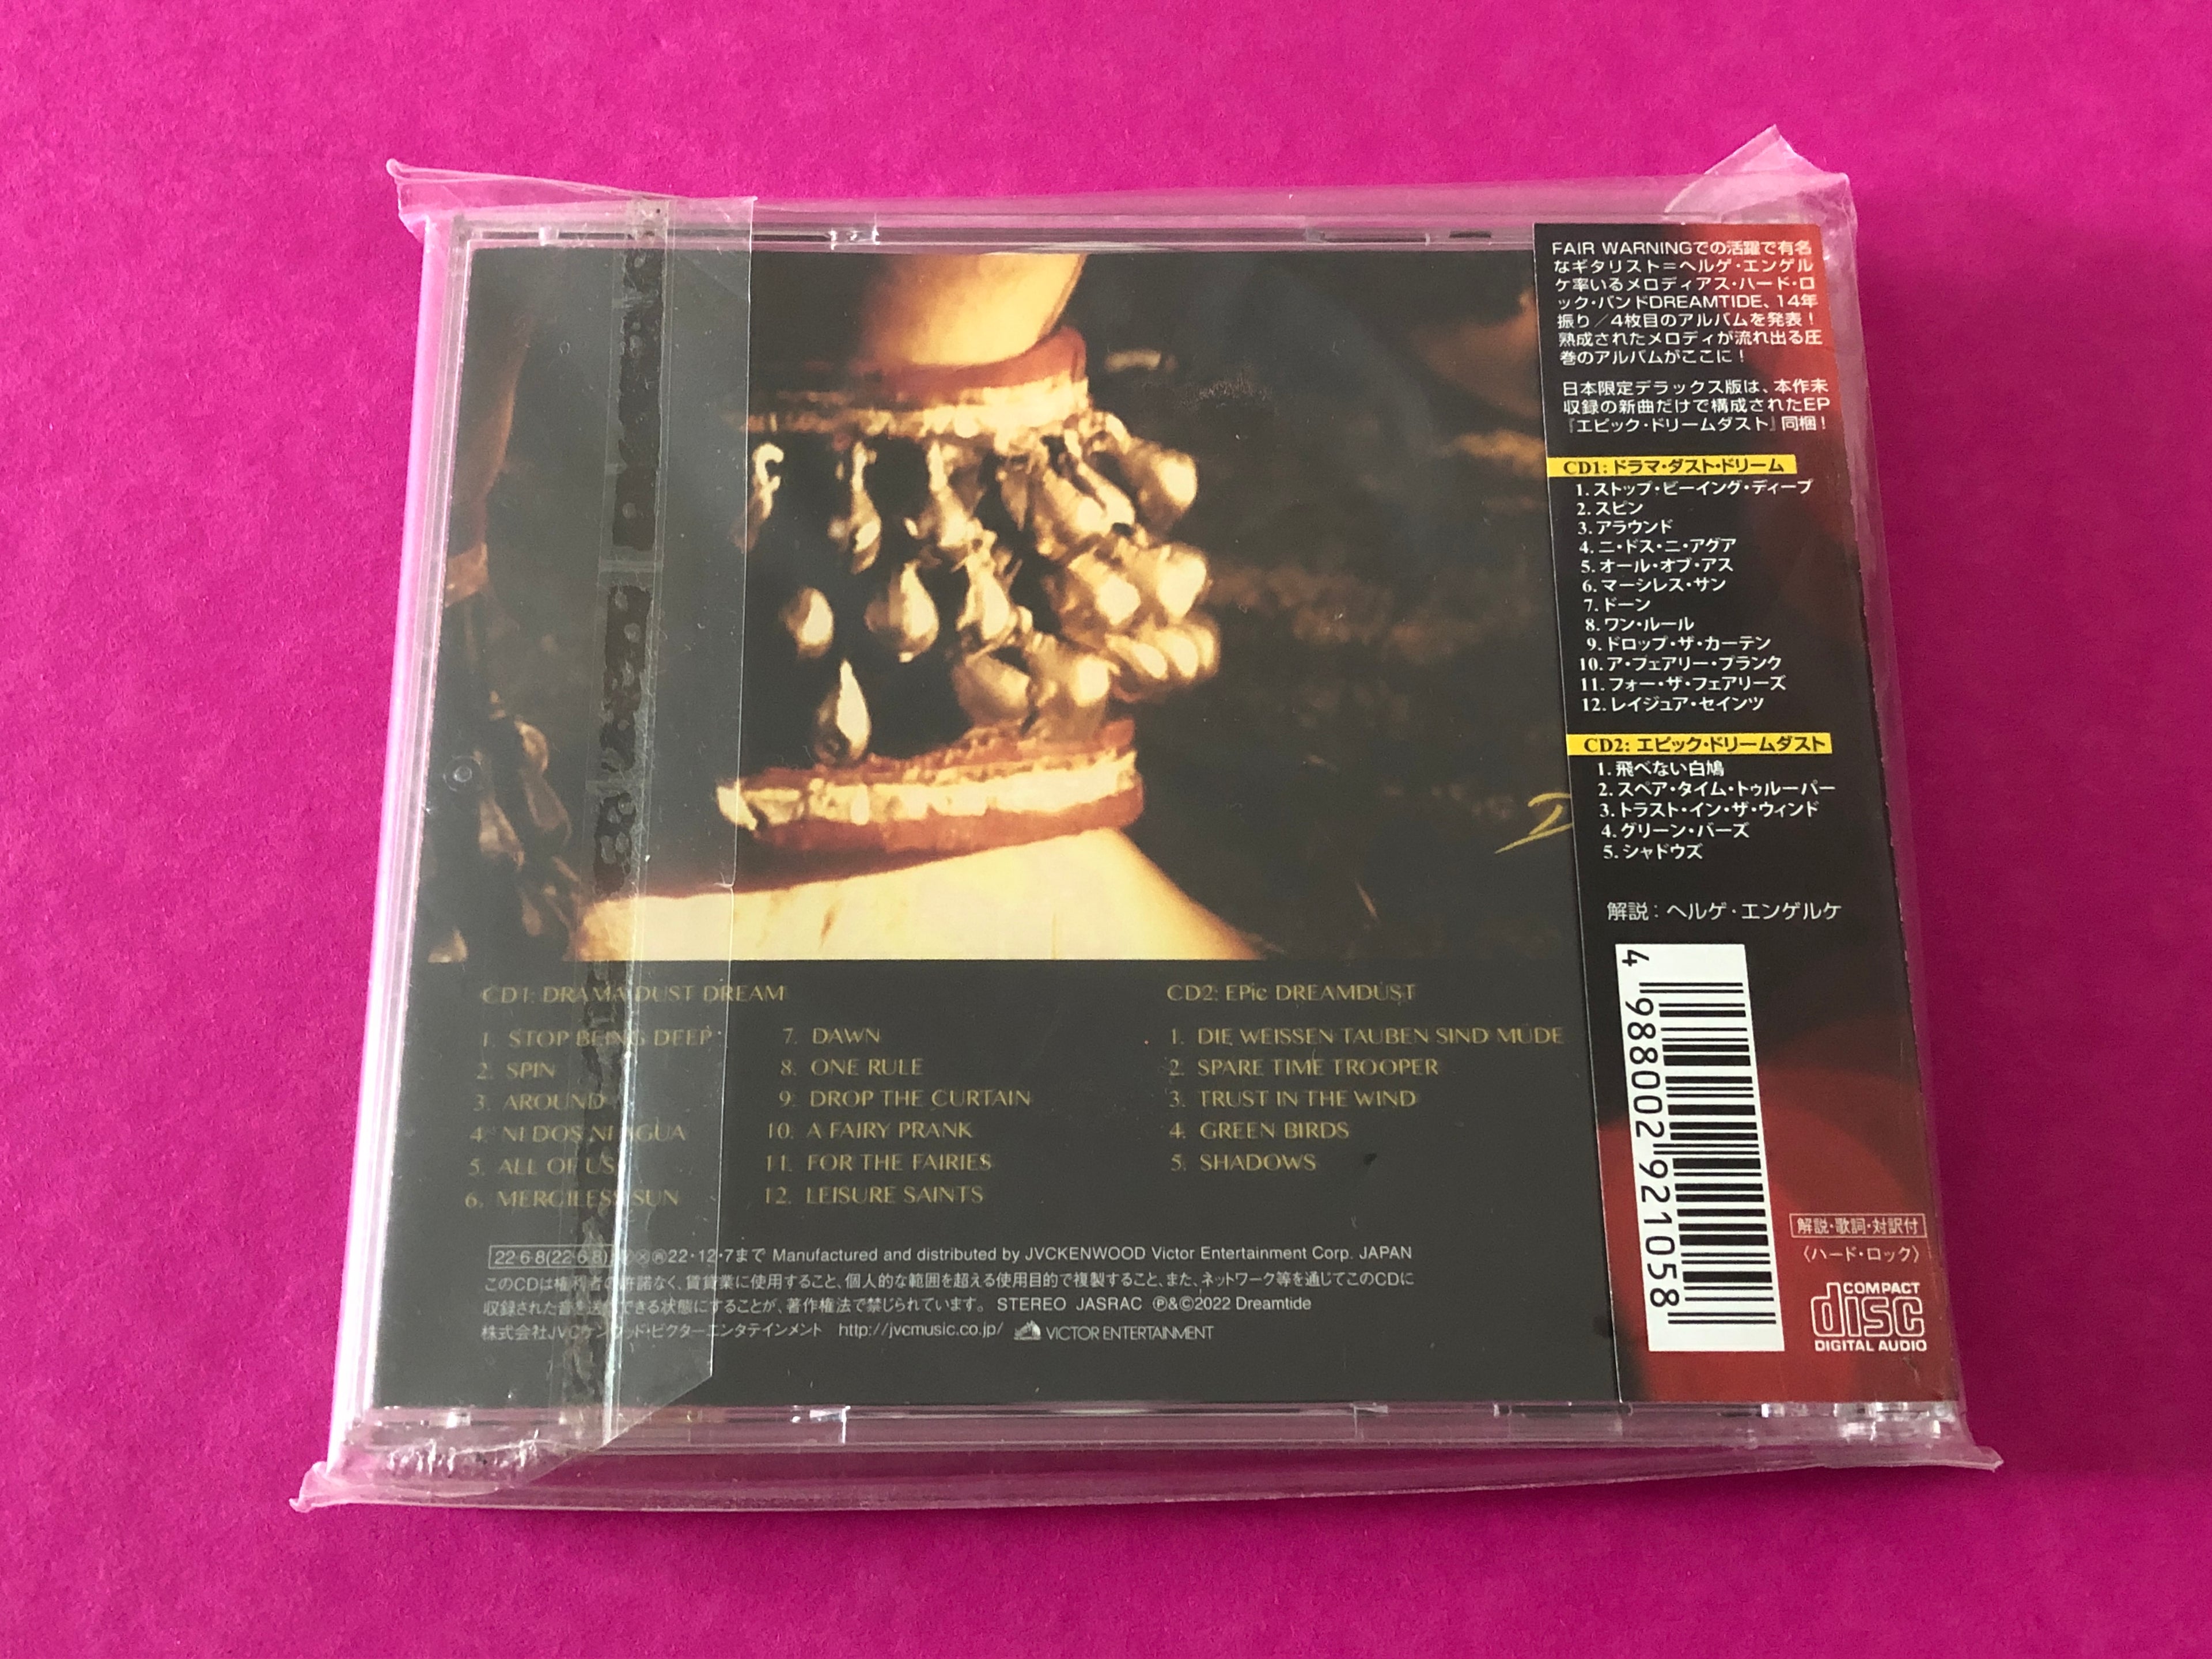 FAIR WARNINGでの活躍で有名
なギタリスト=ヘルゲ・エンゲル
ケ率いるメロディアス・ハード・ロ
ック・バンドDREAMTIDE、14年
振り/4枚目のアルバムを発表!
熟成されたメロディが流れ出る圧
巻のアルバムがここに!
日本限定デラックス版は、本作未
収録の新曲だけで構成されたEP
『エピック・ドリームダスト』同梱!
CD1: ドラマ・ダスト・ドリーム
1. ストップ・ビーイング・ディープ
2. スピン
3. アラウンド
4. ニ・ドス・ニ・アグア
5. オール・オブ・アス
6. マーシレス・サン
7. ドーン
8. ワン・ルール
9. ドロップ・ザ・カーテン
10. ア・フェアリー・プランク
11. フォー・ザ・フェアリーズ
12. レイジュア・セインツ
CD2: エピック・ドリームダスト
1. 飛べない白鳩
2. スペア・タイム・トゥルーパー
3. トラスト・イン・ザ・ウィンド
4. グリーン・バーズ
5. シャドウズ
解説: ヘルゲ・エンゲルケ
4 988002 921058
解説・歌詞・対訳付
〈ハード・ロック〉
COMPACT
disc
DIGITAL AUDIO
CD1: DRAMA DUST DREAM
1. STOP BEING DEEP
2. SPIN
3. AROUND
4. NI DOS NI AGUA
5. ALL OF US
6. MERCILESS SUN
7. DAWN
8. ONE RULE
9. DROP THE CURTAIN
10. A FAIRY PRANK
11. FOR THE FAIRIES
12. LEISURE SAINTS
CD2: EPic DREAMDUST
1. DIE WEISSEN TAUBEN SIND MÜDE
2. SPARE TIME TROOPER
3. TRUST IN THE WIND
4. GREEN BIRDS
5. SHADOWS
22・6・8(22・6・8) 22・12・7まで Manufactured and distributed by JVCKENWOOD Victor Entertainment Corp. JAPAN
このCDは権利者の許諾なく、賃貸業に使用すること、個人的な範囲を超える使用目的で複製すること、また、ネットワーク等を通じてこのCDに
収録された音を送信できる状態にすることが、著作権法で禁じられています。 STEREO JASRAC Ⓟ&©2022 Dreamtide
株式会社JVCケンウッド・ビクターエンタテインメント http://jvcmusic.co.jp/ VICTOR ENTERTAINMENT